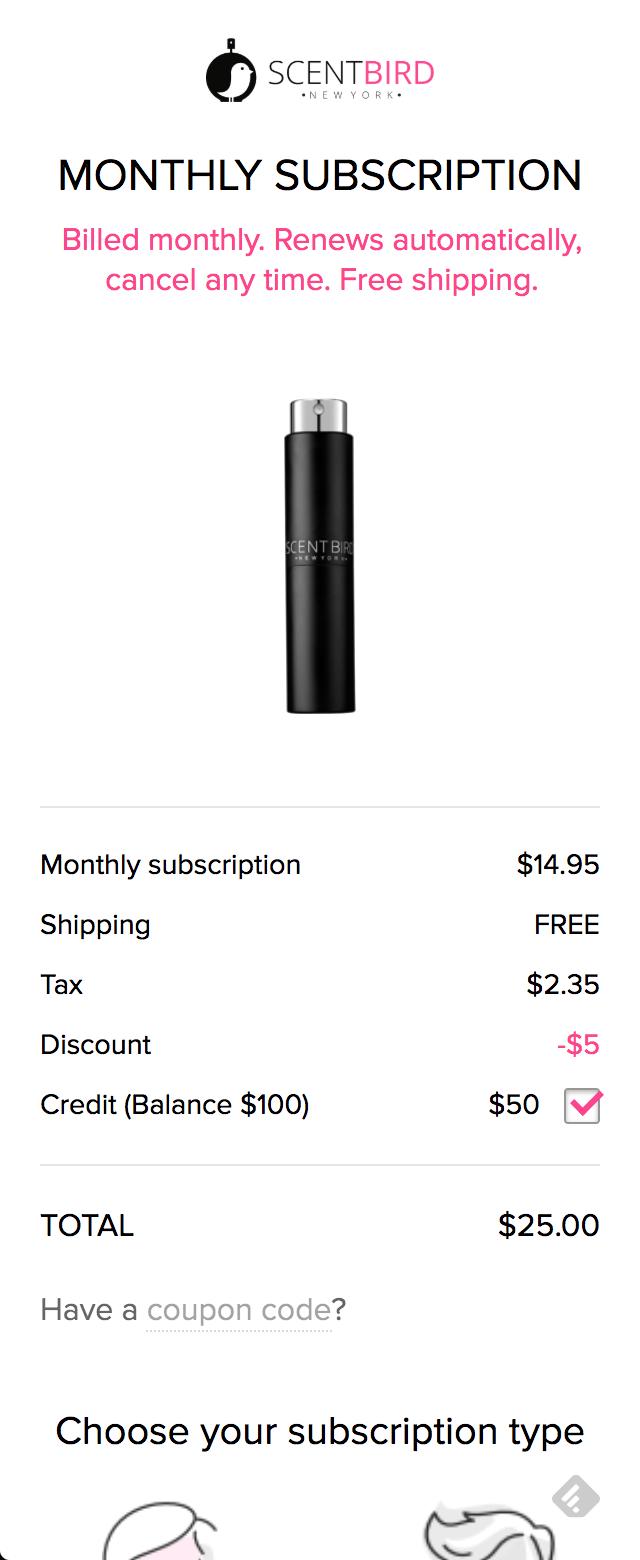 SCENTBIRD
•NEW YORK•
MONTHLY SUBSCRIPTION
Billed monthly. Renews automatically,
cancel any time. Free shipping.
SCENTBIRD
•NEW YORK•
Monthly subscription $14.95
Shipping FREE
Tax $2.35
Discount -$5
Credit (Balance $100) $50
TOTAL $25.00
Have a coupon code?
Choose your subscription type